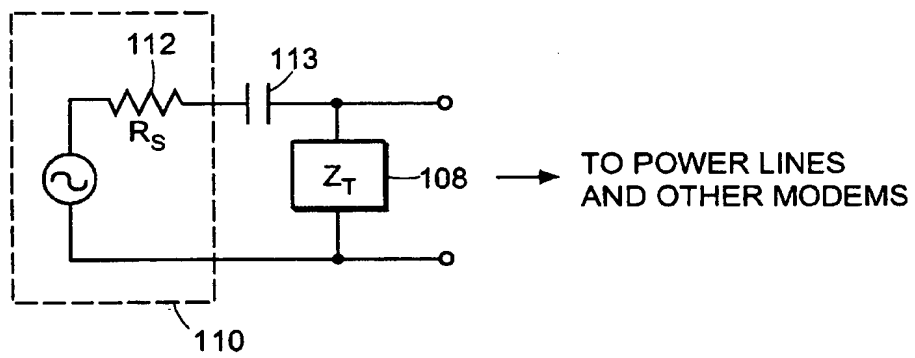 112
113
R_S
Z_T
108
TO POWER LINES
AND OTHER MODEMS
110